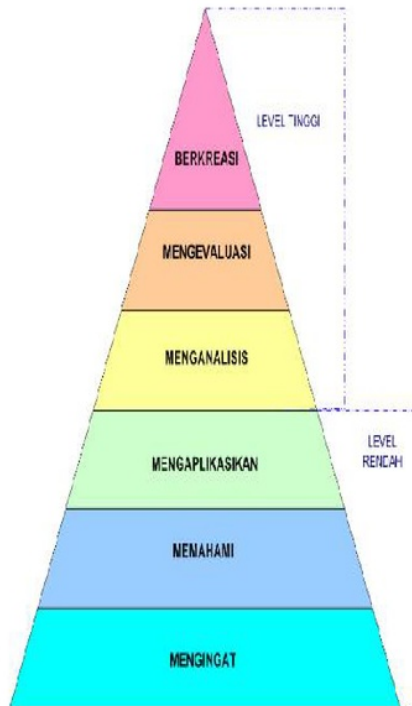 LEVEL TINGGI
BERKREASI
MENGEVALUASI
MENGANALISIS
LEVEL
RENDAH
MENGAPLIKASIKAN
MEMAHAMI
MENGINGAT